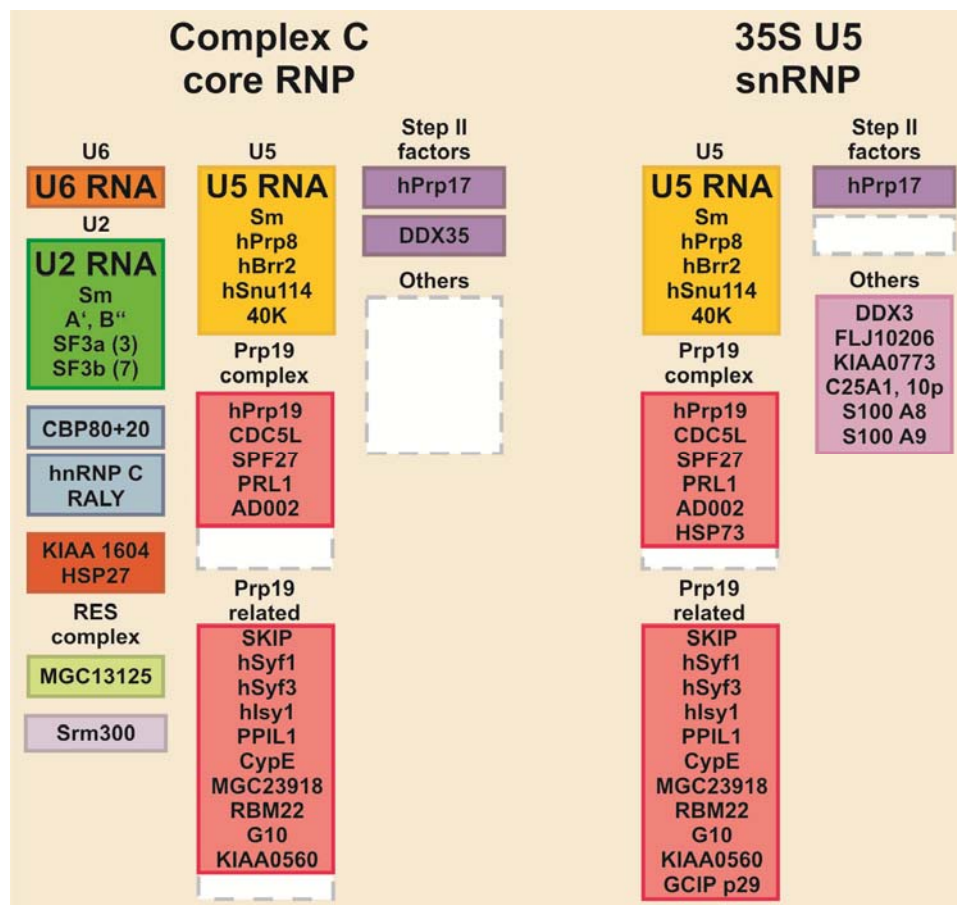 Complex C
core RNP
U6
U6 RNA
U2
U2 RNA
Sm
A‘, B“
SF3a (3)
SF3b (7)
CBP80+20
hnRNP C
RALY
KIAA 1604
HSP27
RES
complex
MGC13125
Srm300
U5
U5 RNA
Sm
hPrp8
hBrr2
hSnu114
40K
Prp19
complex
hPrp19
CDC5L
SPF27
PRL1
AD002
Prp19
related
SKIP
hSyf1
hSyf3
hIsy1
PPIL1
CypE
MGC23918
RBM22
G10
KIAA0560
Step II
factors
hPrp17
DDX35
Others
35S U5
snRNP
U5
U5 RNA
Sm
hPrp8
hBrr2
hSnu114
40K
Prp19
complex
hPrp19
CDC5L
SPF27
PRL1
AD002
HSP73
Prp19
related
SKIP
hSyf1
hSyf3
hIsy1
PPIL1
CypE
MGC23918
RBM22
G10
KIAA0560
GCIP p29
Step II
factors
hPrp17
Others
DDX3
FLJ10206
KIAA0773
C25A1, 10p
S100 A8
S100 A9